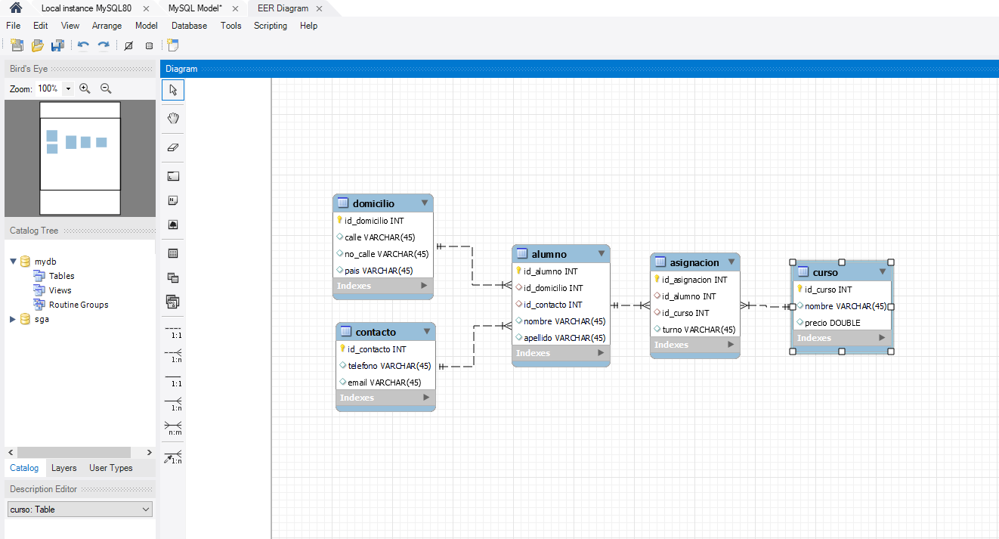 Local instance MySQL80
MySQL Model*
EER Diagram
File Edit View Arrange Model Database Tools Scripting Help
Bird's Eye
Diagram
Zoom: 100%
Catalog Tree
mydb
Tables
Views
Routine Groups
sga
1:1
1:n
1:1
1:n
n:m
1:n
domicilio
id_domicilio INT
calle VARCHAR(45)
no_calle VARCHAR(45)
pais VARCHAR(45)
Indexes
contacto
id_contacto INT
telefono VARCHAR(45)
email VARCHAR(45)
Indexes
alumno
id_alumno INT
id_domicilio INT
id_contacto INT
nombre VARCHAR(45)
apellido VARCHAR(45)
Indexes
asignacion
id_asignacion INT
id_alumno INT
id_curso INT
turno VARCHAR(45)
Indexes
curso
id_curso INT
nombre VARCHAR(45)
precio DOUBLE
Indexes
Catalog Layers User Types
Description Editor
curso: Table